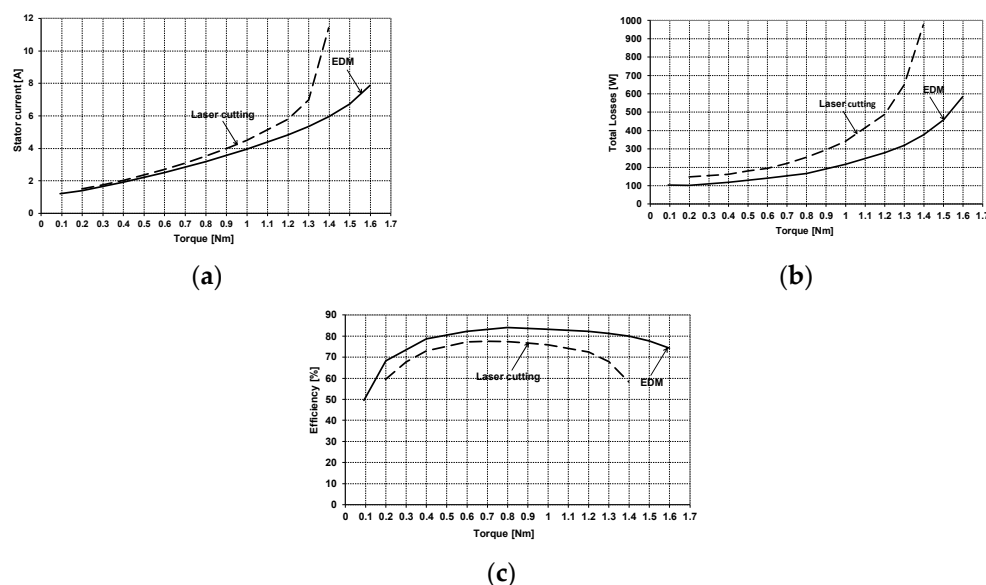 12
10
8
6
4
2
0
Stator current [A]
EDM
Laser cutting
0 0.1 0.2 0.3 0.4 0.5 0.6 0.7 0.8 0.9 1 1.1 1.2 1.3 1.4 1.5 1.6 1.7
Torque [Nm]
(a)
1000
900
800
700
600
500
400
300
200
100
0
Total Losses [W]
EDM
Laser cutting
0 0.1 0.2 0.3 0.4 0.5 0.6 0.7 0.8 0.9 1 1.1 1.2 1.3 1.4 1.5 1.6 1.7
Torque [Nm]
(b)
90
80
70
60
50
40
30
20
10
0
Efficiency [%]
Laser cutting
EDM
0 0.1 0.2 0.3 0.4 0.5 0.6 0.7 0.8 0.9 1 1.1 1.2 1.3 1.4 1.5 1.6 1.7
Torque [Nm]
(c)